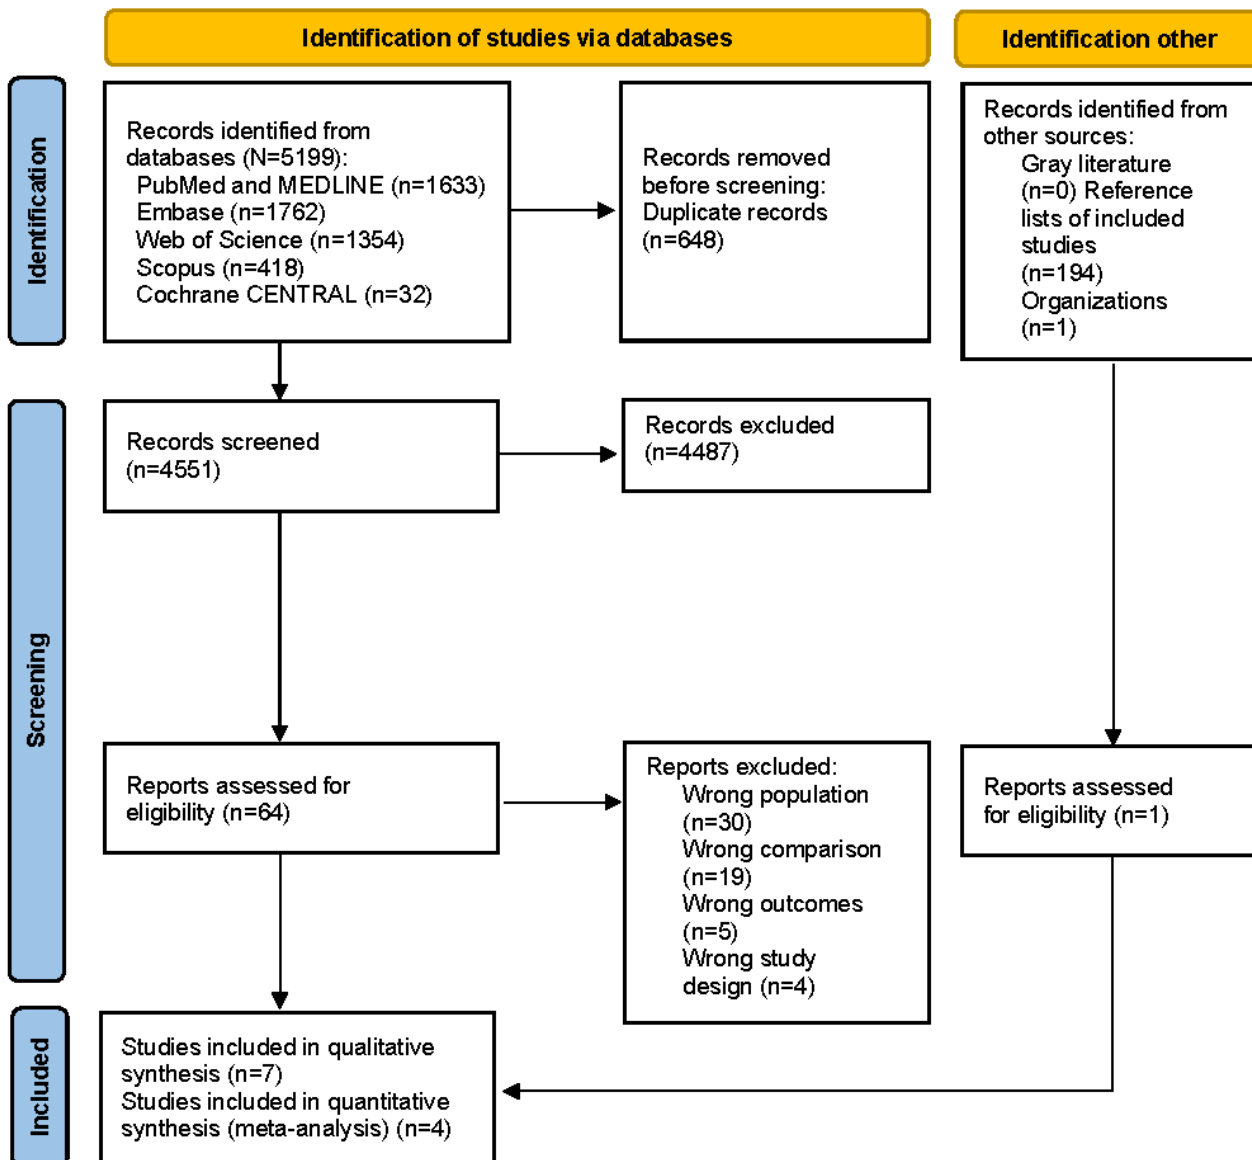 Identification of studies via databases
Identification other
Identification
Records identified from
databases (N=5199):
PubMed and MEDLINE (n=1633)
Embase (n=1762)
Web of Science (n=1354)
Scopus (n=418)
Cochrane CENTRAL (n=32)
Records removed
before screening:
Duplicate records
(n=648)
Records identified from
other sources:
Gray literature
(n=0) Reference
lists of included
studies
(n=194)
Organizations
(n=1)
Screening
Records screened
(n=4551)
Records excluded
(n=4487)
Reports assessed for
eligibility (n=64)
Reports excluded:
Wrong population
(n=30)
Wrong comparison
(n=19)
Wrong outcomes
(n=5)
Wrong study
design (n=4)
Reports assessed
for eligibility (n=1)
Included
Studies included in qualitative
synthesis (n=7)
Studies included in quantitative
synthesis (meta-analysis) (n=4)